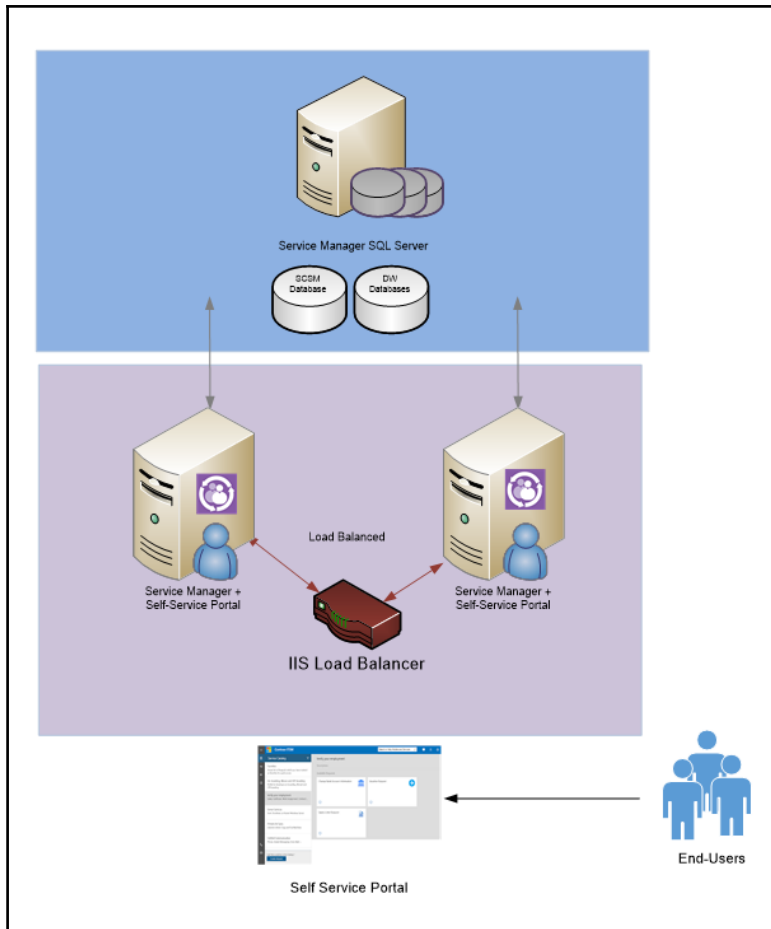 Service Manager SQL Server
SCSM
Database
DW
Databases
Load Balanced
Service Manager +
Self-Service Portal
Service Manager +
Self-Service Portal
IIS Load Balancer
Self Service Portal
End-Users